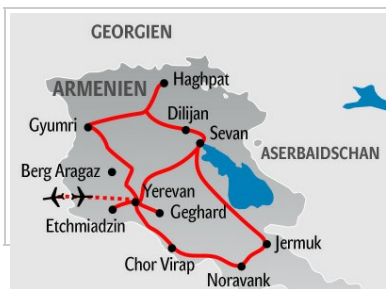 GEORGIEN
ARMENIEN
Haghpat
Dilijan
Gyumri
Sevan
ASERBAIDSCHAN
Berg Aragaz
Yerevan
Geghard
Etchmiadzin
Jermuk
Chor Virap
Noravank